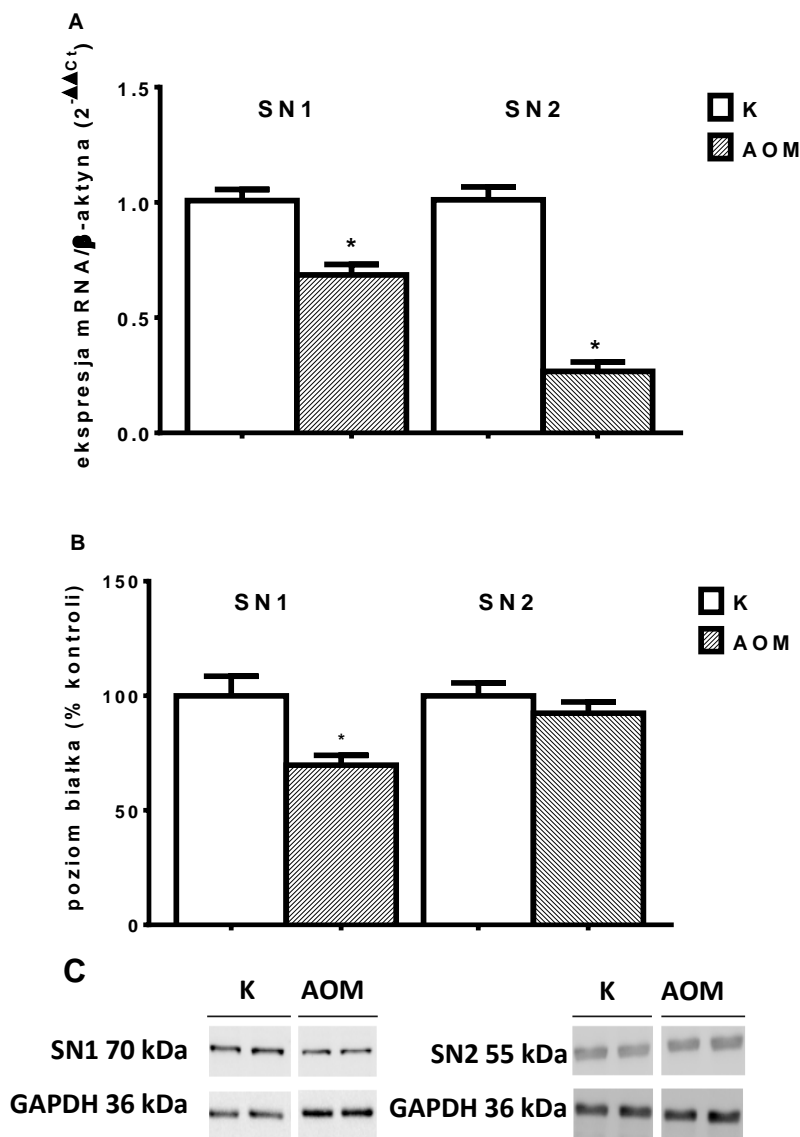 A
ekspresja mRNA/β-aktyna (2-▲▲Ct)
1.5
1.0
0.5
0.0
SN1
SN2
K
AOM
*
*
B
poziom białka (% kontroli)
150
100
50
0
SN1
SN2
K
AOM
*
C
K AOM
SN1 70 kDa
GAPDH 36 kDa
K AOM
SN2 55 kDa
GAPDH 36 kDa